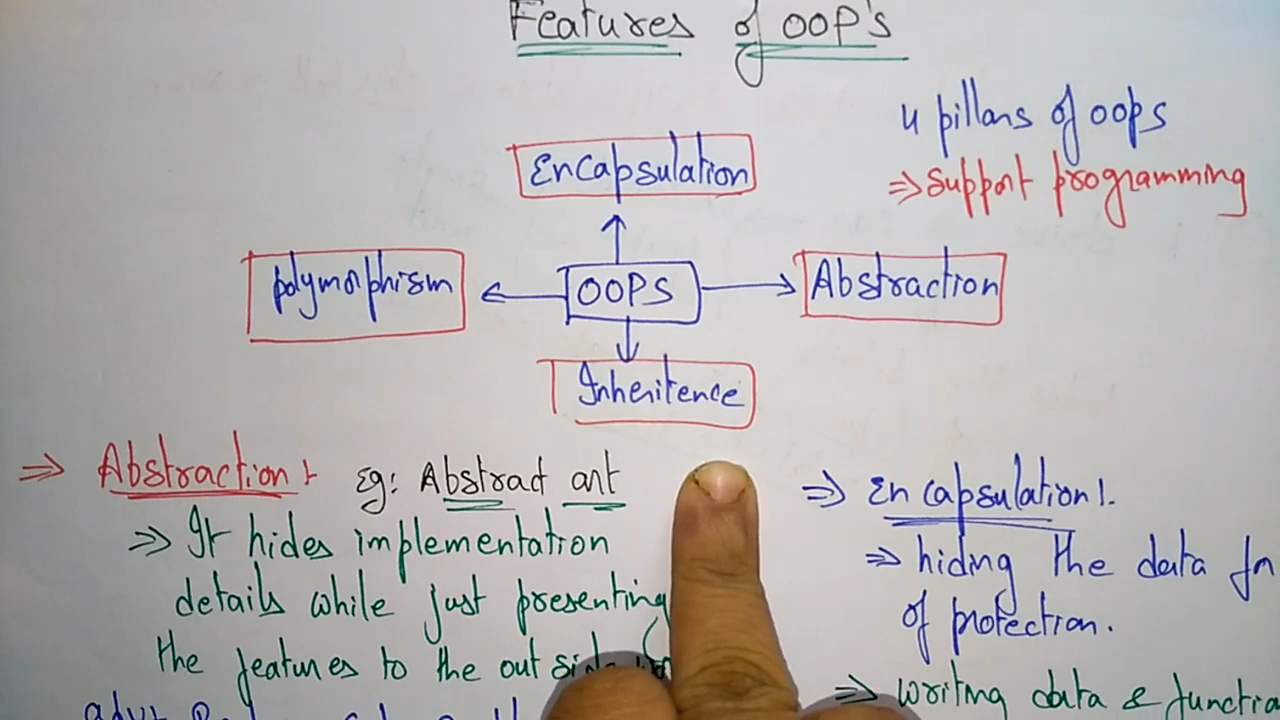 Features of OOP's
4 pillars of oops
⇒ Support programming
Encapsulation
polymorphism
OOPS
Abstraction
Inheritence
⇒ Abstraction :
Eg: Abstract art
⇒ It hides implementation
details while just presenting
the features to the out side
⇒ Encapsulation :
⇒ hiding the data
of protection.
⇒ writing data &